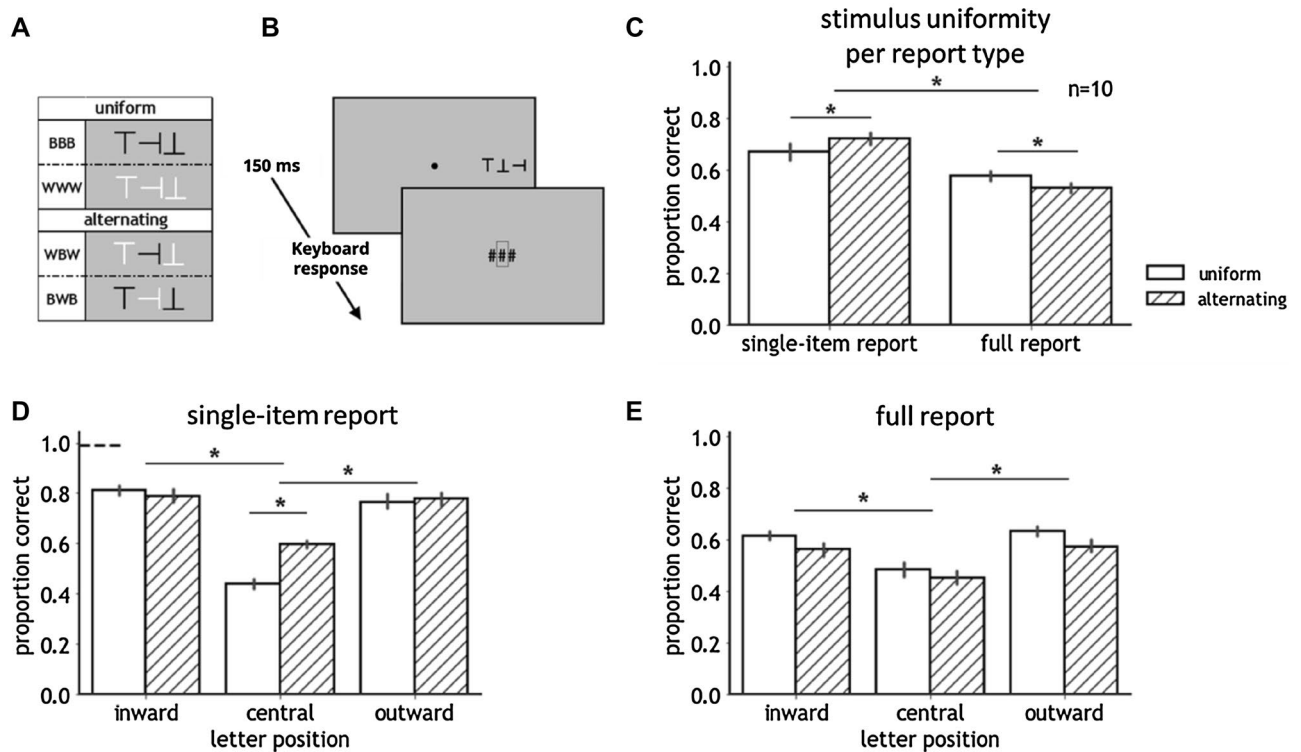 A
uniform
BBB
WWW
alternating
WBW
BWB
B
150 ms
Keyboard
response
###
C
stimulus uniformity
per report type
n=10
*
*
*
proportion correct
1.0
0.8
0.6
0.4
0.2
0.0
single-item report
full report
uniform
alternating
D
single-item report
*
*
*
proportion correct
1.0
0.8
0.6
0.4
0.2
0.0
inward
central
outward
letter position
E
full report
*
*
proportion correct
1.0
0.8
0.6
0.4
0.2
0.0
inward
central
outward
letter position